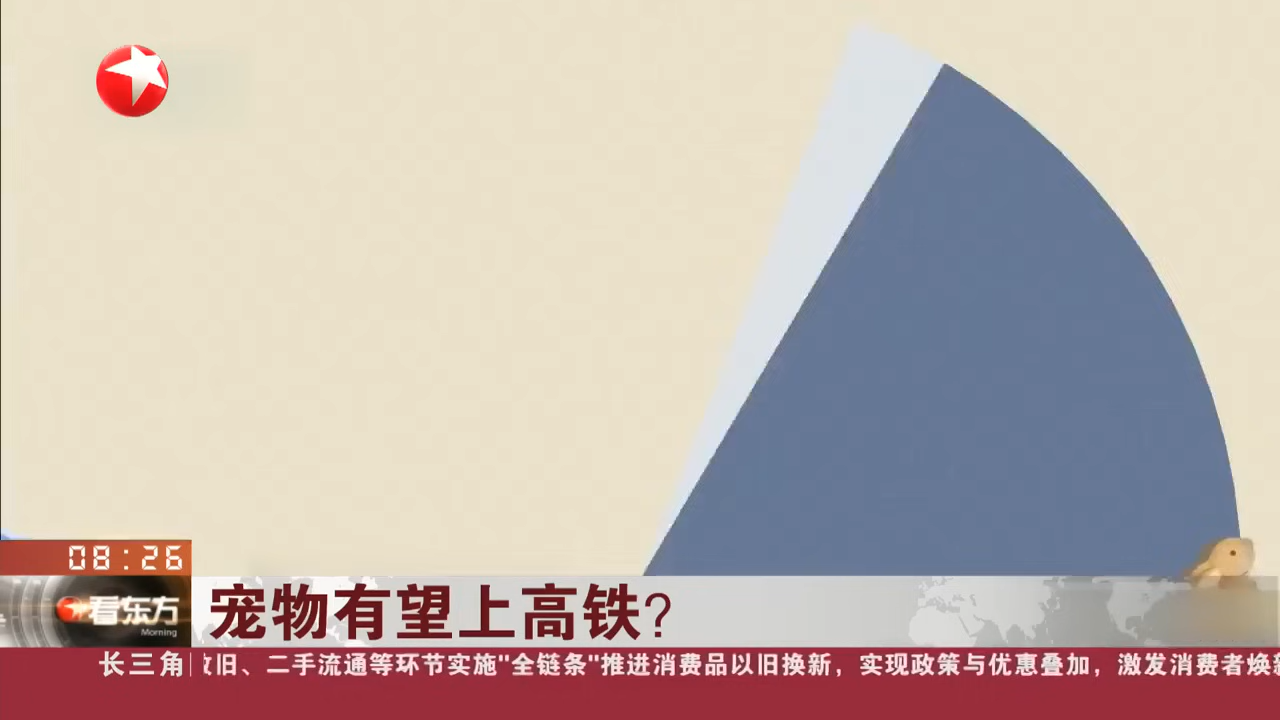 08:26
看东方
Morning
宠物有望上高铁?
长三角 旧、二手流通等环节实施"全链条"推进消费品以旧换新，实现政策与优惠叠加，激发消费者焕